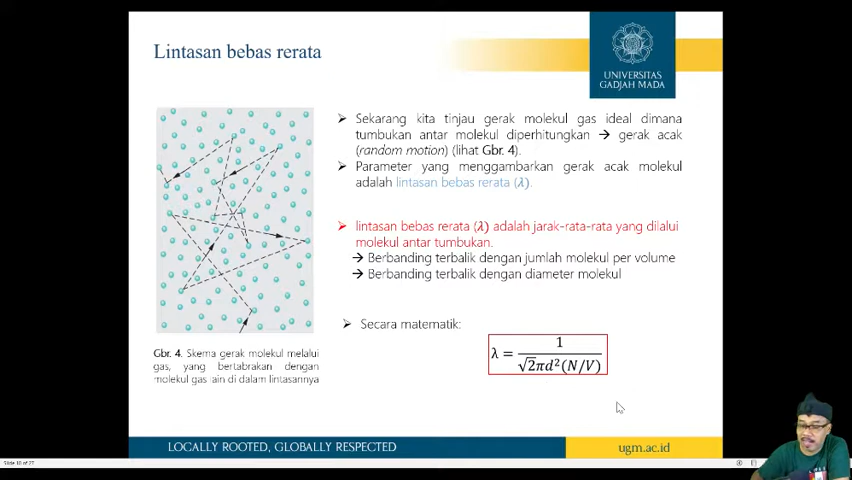 Lintasan bebas rerata
UNIVERSITAS
GADJAH MADA
➢ Sekarang kita tinjau gerak molekul gas ideal dimana
tumbukan antar molekul diperhitungkan → gerak acak
(random motion) (lihat Gbr. 4).
➢ Parameter yang menggambarkan gerak acak molekul
adalah lintasan bebas rerata (λ).
➢ lintasan bebas rerata (λ) adalah jarak-rata-rata yang dilalui
molekul antar tumbukan.
→ Berbanding terbalik dengan jumlah molekul per volume
→ Berbanding terbalik dengan diameter molekul
➢ Secara matematik:
λ = 1 / √2πd²(N/V)
Gbr. 4. Skema gerak molekul melalui
gas, yang bertabrakan dengan
molekul gas lain di dalam lintasannya
LOCALLY ROOTED, GLOBALLY RESPECTED
ugm.ac.id
Slide 18 of 27